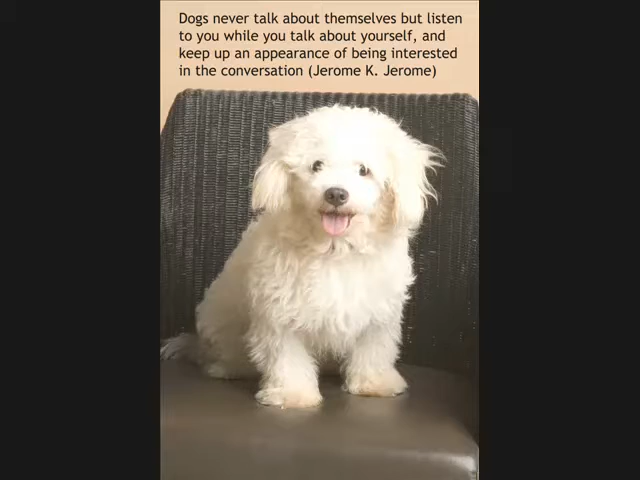 Dogs never talk about themselves but listen
to you while you talk about yourself, and
keep up an appearance of being interested
in the conversation (Jerome K. Jerome)